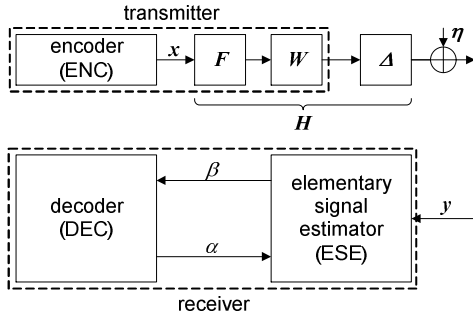 transmitter
encoder
(ENC)
x
F
W
Δ
η
H
decoder
(DEC)
β
α
elementary
signal
estimator
(ESE)
y
receiver